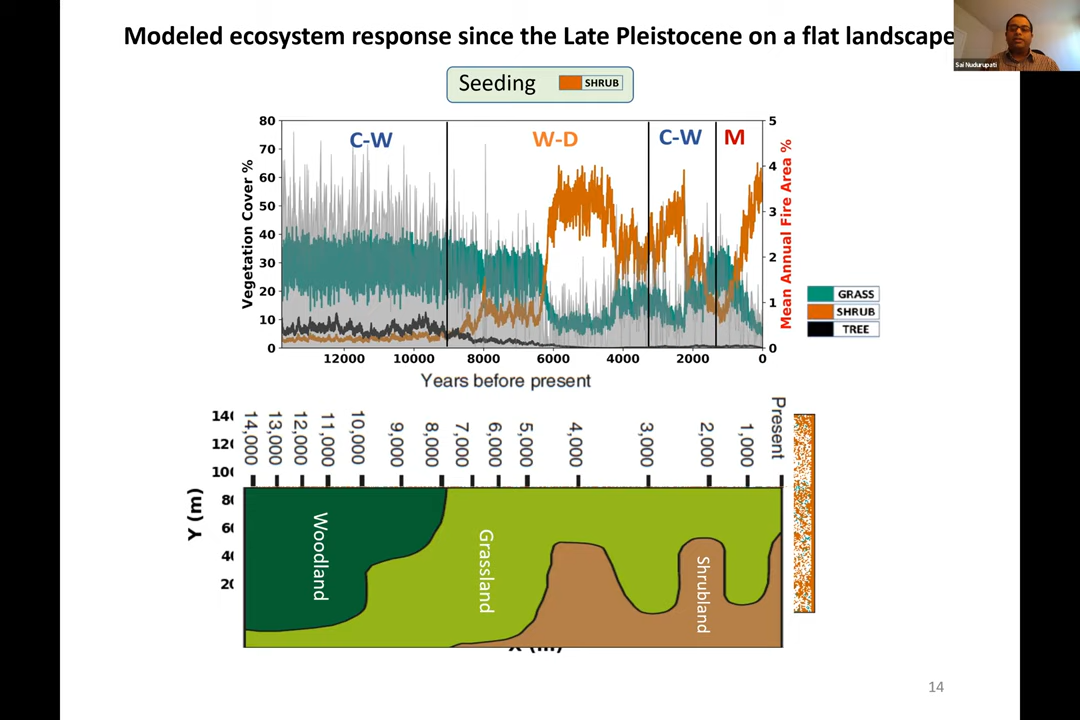 Modeled ecosystem response since the Late Pleistocene on a flat landscape
Sai Nudurupati
Seeding SHRUB
C-W W-D C-W M
Vegetation Cover %
80
70
60
50
40
30
20
10
0
5
4
3
2
1
0
Mean Annual Fire Area %
12000 10000 8000 6000 4000 2000 0
Years before present
GRASS
SHRUB
TREE
14,000 13,000 12,000 11,000 10,000 9,000 8,000 7,000 6,000 5,000 4,000 3,000 2,000 1,000 Present
Y (m)
140
120
100
80
60
40
20
Woodland
Grassland
Shrubland
14